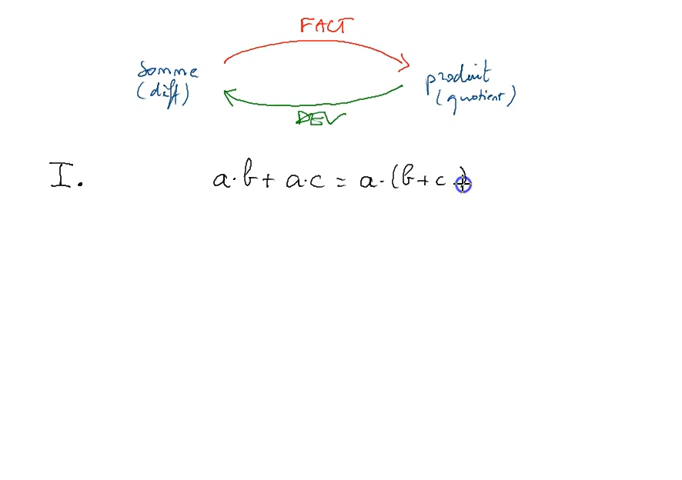 FACT
somme
(diff)
produit
(quotient)
DEV
I. a·b + a·c = a·(b+c)